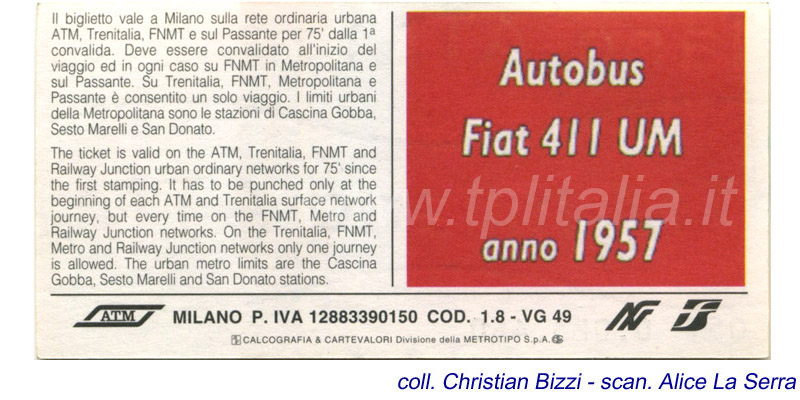 Il biglietto vale a Milano sulla rete ordinaria urbana
ATM, Trenitalia, FNMT e sul Passante per 75' dalla 1ª
convalida. Deve essere convalidato all'inizio del
viaggio ed in ogni caso su FNMT in Metropolitana e
sul Passante. Su Trenitalia, FNMT, Metropolitana e
Passante è consentito un solo viaggio. I limiti urbani
della Metropolitana sono le stazioni di Cascina Gobba,
Sesto Marelli e San Donato.
The ticket is valid on the ATM, Trenitalia, FNMT and
Railway Junction urban ordinary networks for 75' since
the first stamping. It has to be punched only at the
beginning of each ATM and Trenitalia surface network
journey, but every time on the FNMT, Metro and
Railway Junction networks. On the Trenitalia, FNMT,
Metro and Railway Junction networks only one journey
is allowed. The urban metro limits are the Cascina
Gobba, Sesto Marelli and San Donato stations.
Autobus
Fiat 411 UM
anno 1957
www.tplitalia.it
ATM MILANO P. IVA 12883390150 COD. 1.8 - VG 49
CALCOGRAFIA & CARTEVALORI Divisione della METROTIPO S.p.A.
coll. Christian Bizzi - scan. Alice La Serra